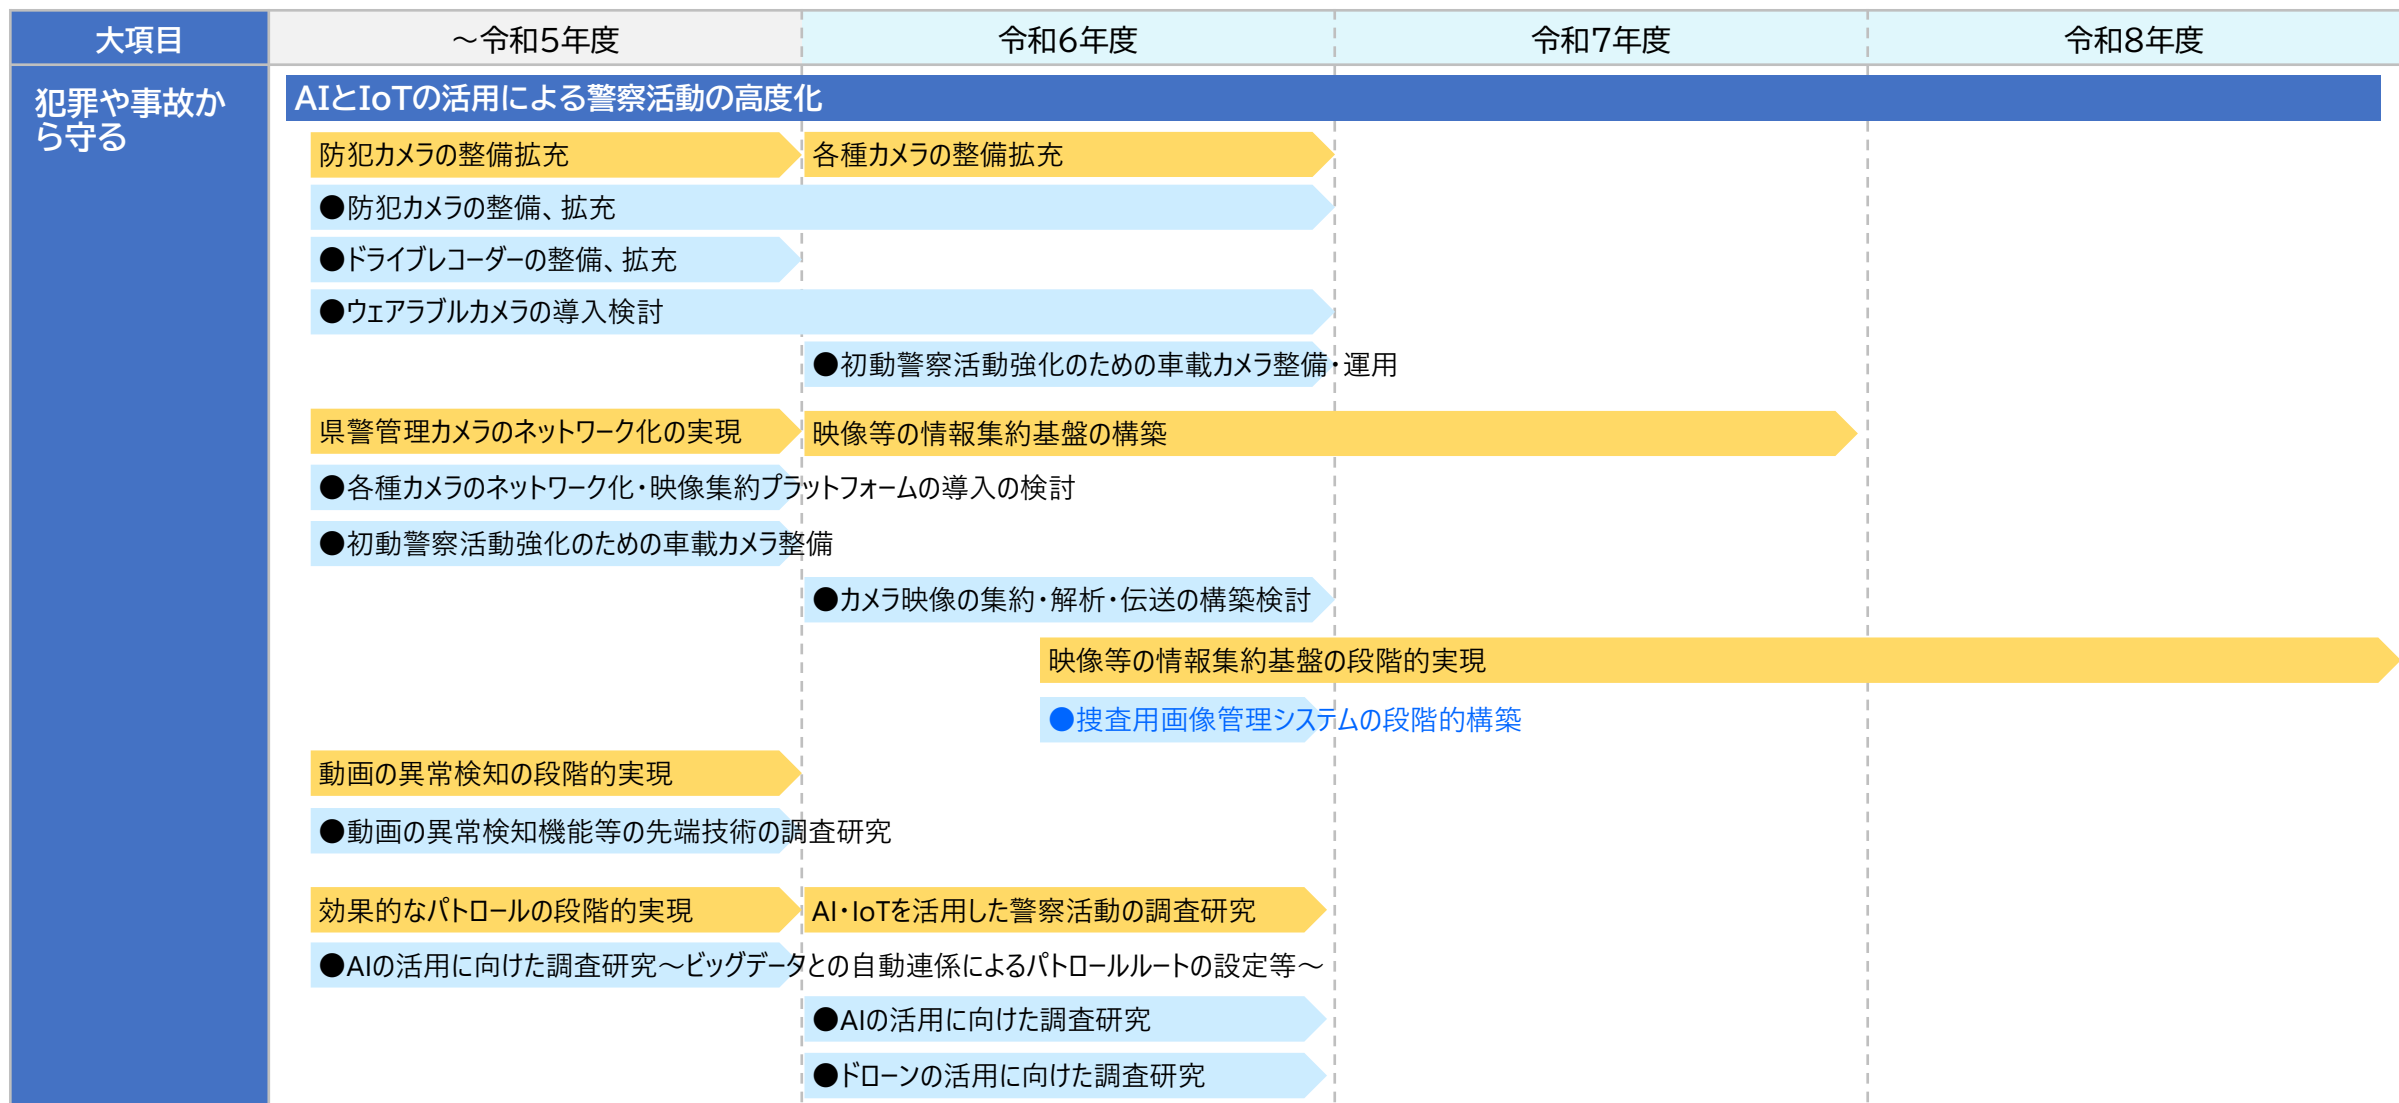 大項目
～令和5年度
令和6年度
令和7年度
令和8年度
犯罪や事故か
ら守る
AIとIoTの活用による警察活動の高度化
防犯カメラの整備拡充
各種カメラの整備拡充
●防犯カメラの整備、拡充
●ドライブレコーダーの整備、拡充
●ウェアラブルカメラの導入検討
●初動警察活動強化のための車載カメラ整備・運用
県警管理カメラのネットワーク化の実現
映像等の情報集約基盤の構築
●各種カメラのネットワーク化・映像集約プラットフォームの導入の検討
●初動警察活動強化のための車載カメラ整備
●カメラ映像の集約・解析・伝送の構築検討
映像等の情報集約基盤の段階的実現
●捜査用画像管理システムの段階的構築
動画の異常検知の段階的実現
●動画の異常検知機能等の先端技術の調査研究
効果的なパトロールの段階的実現
AI・IoTを活用した警察活動の調査研究
●AIの活用に向けた調査研究～ビッグデータとの自動連係によるパトロールルートの設定等～
●AIの活用に向けた調査研究
●ドローンの活用に向けた調査研究